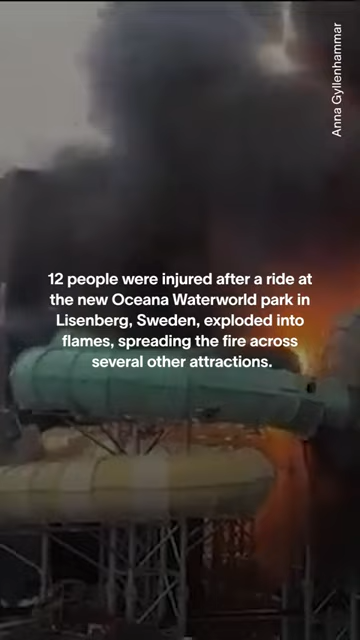 Anna Gyllenhammar
12 people were injured after a ride at
the new Oceana Waterworld park in
Lisenberg, Sweden, exploded into
flames, spreading the fire across
several other attractions.